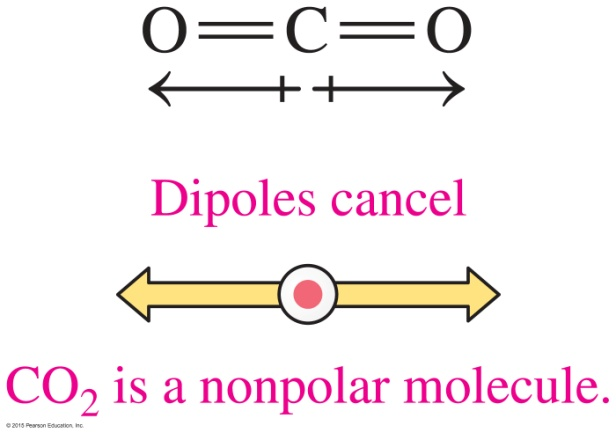 O=C=O
Dipoles cancel
CO₂ is a nonpolar molecule.
© 2015 Pearson Education, Inc.